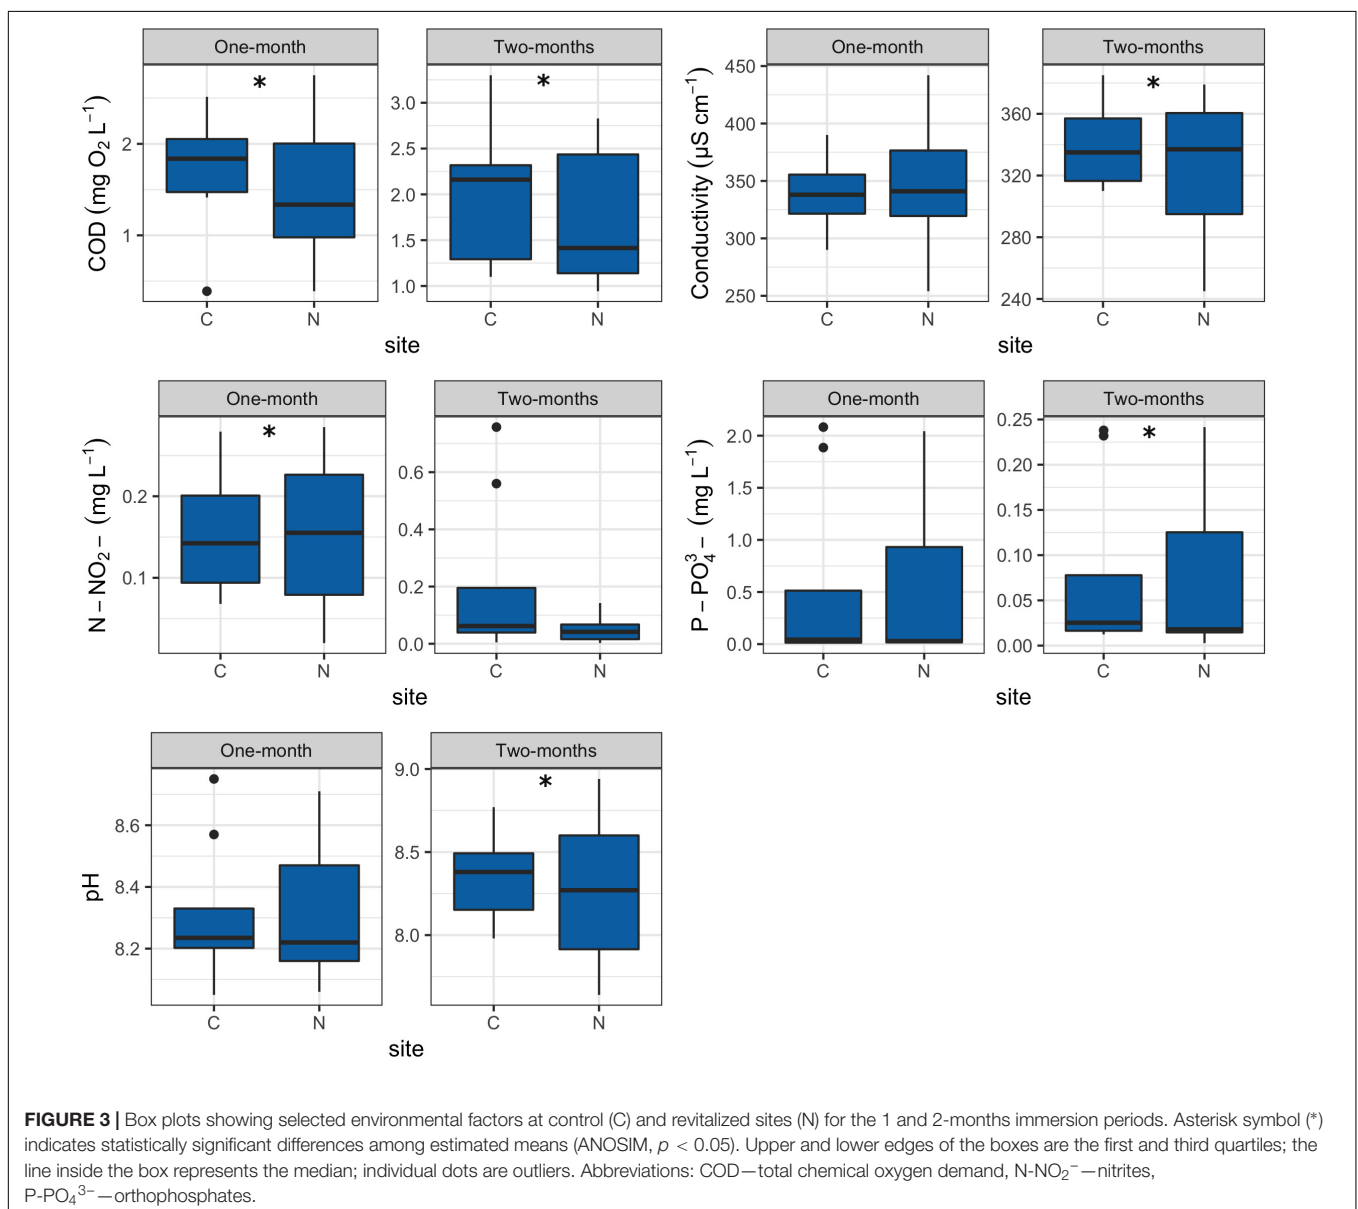 One-month
Two-months
One-month
Two-months
COD (mg O₂ L⁻¹)
2
1
*
3.0
2.5
2.0
1.5
1.0
*
Conductivity (µS cm⁻¹)
450
400
350
300
250
360
320
280
240
*
C N C N C N C N
site site
One-month
Two-months
One-month
Two-months
N – NO₂ – (mg L⁻¹)
0.2
0.1
*
0.6
0.4
0.2
0.0
P – PO₄³ – (mg L⁻¹)
2.0
1.5
1.0
0.5
0.0
0.25
0.20
0.15
0.10
0.05
0.00
*
C N C N C N C N
site site
One-month
Two-months
pH
8.6
8.4
8.2
9.0
8.5
8.0
*
C N C N
site
FIGURE 3 | Box plots showing selected environmental factors at control (C) and revitalized sites (N) for the 1 and 2-months immersion periods. Asterisk symbol (*)
indicates statistically significant differences among estimated means (ANOSIM, p < 0.05). Upper and lower edges of the boxes are the first and third quartiles; the
line inside the box represents the median; individual dots are outliers. Abbreviations: COD—total chemical oxygen demand, N-NO₂⁻—nitrites,
P-PO₄³⁻—orthophosphates.